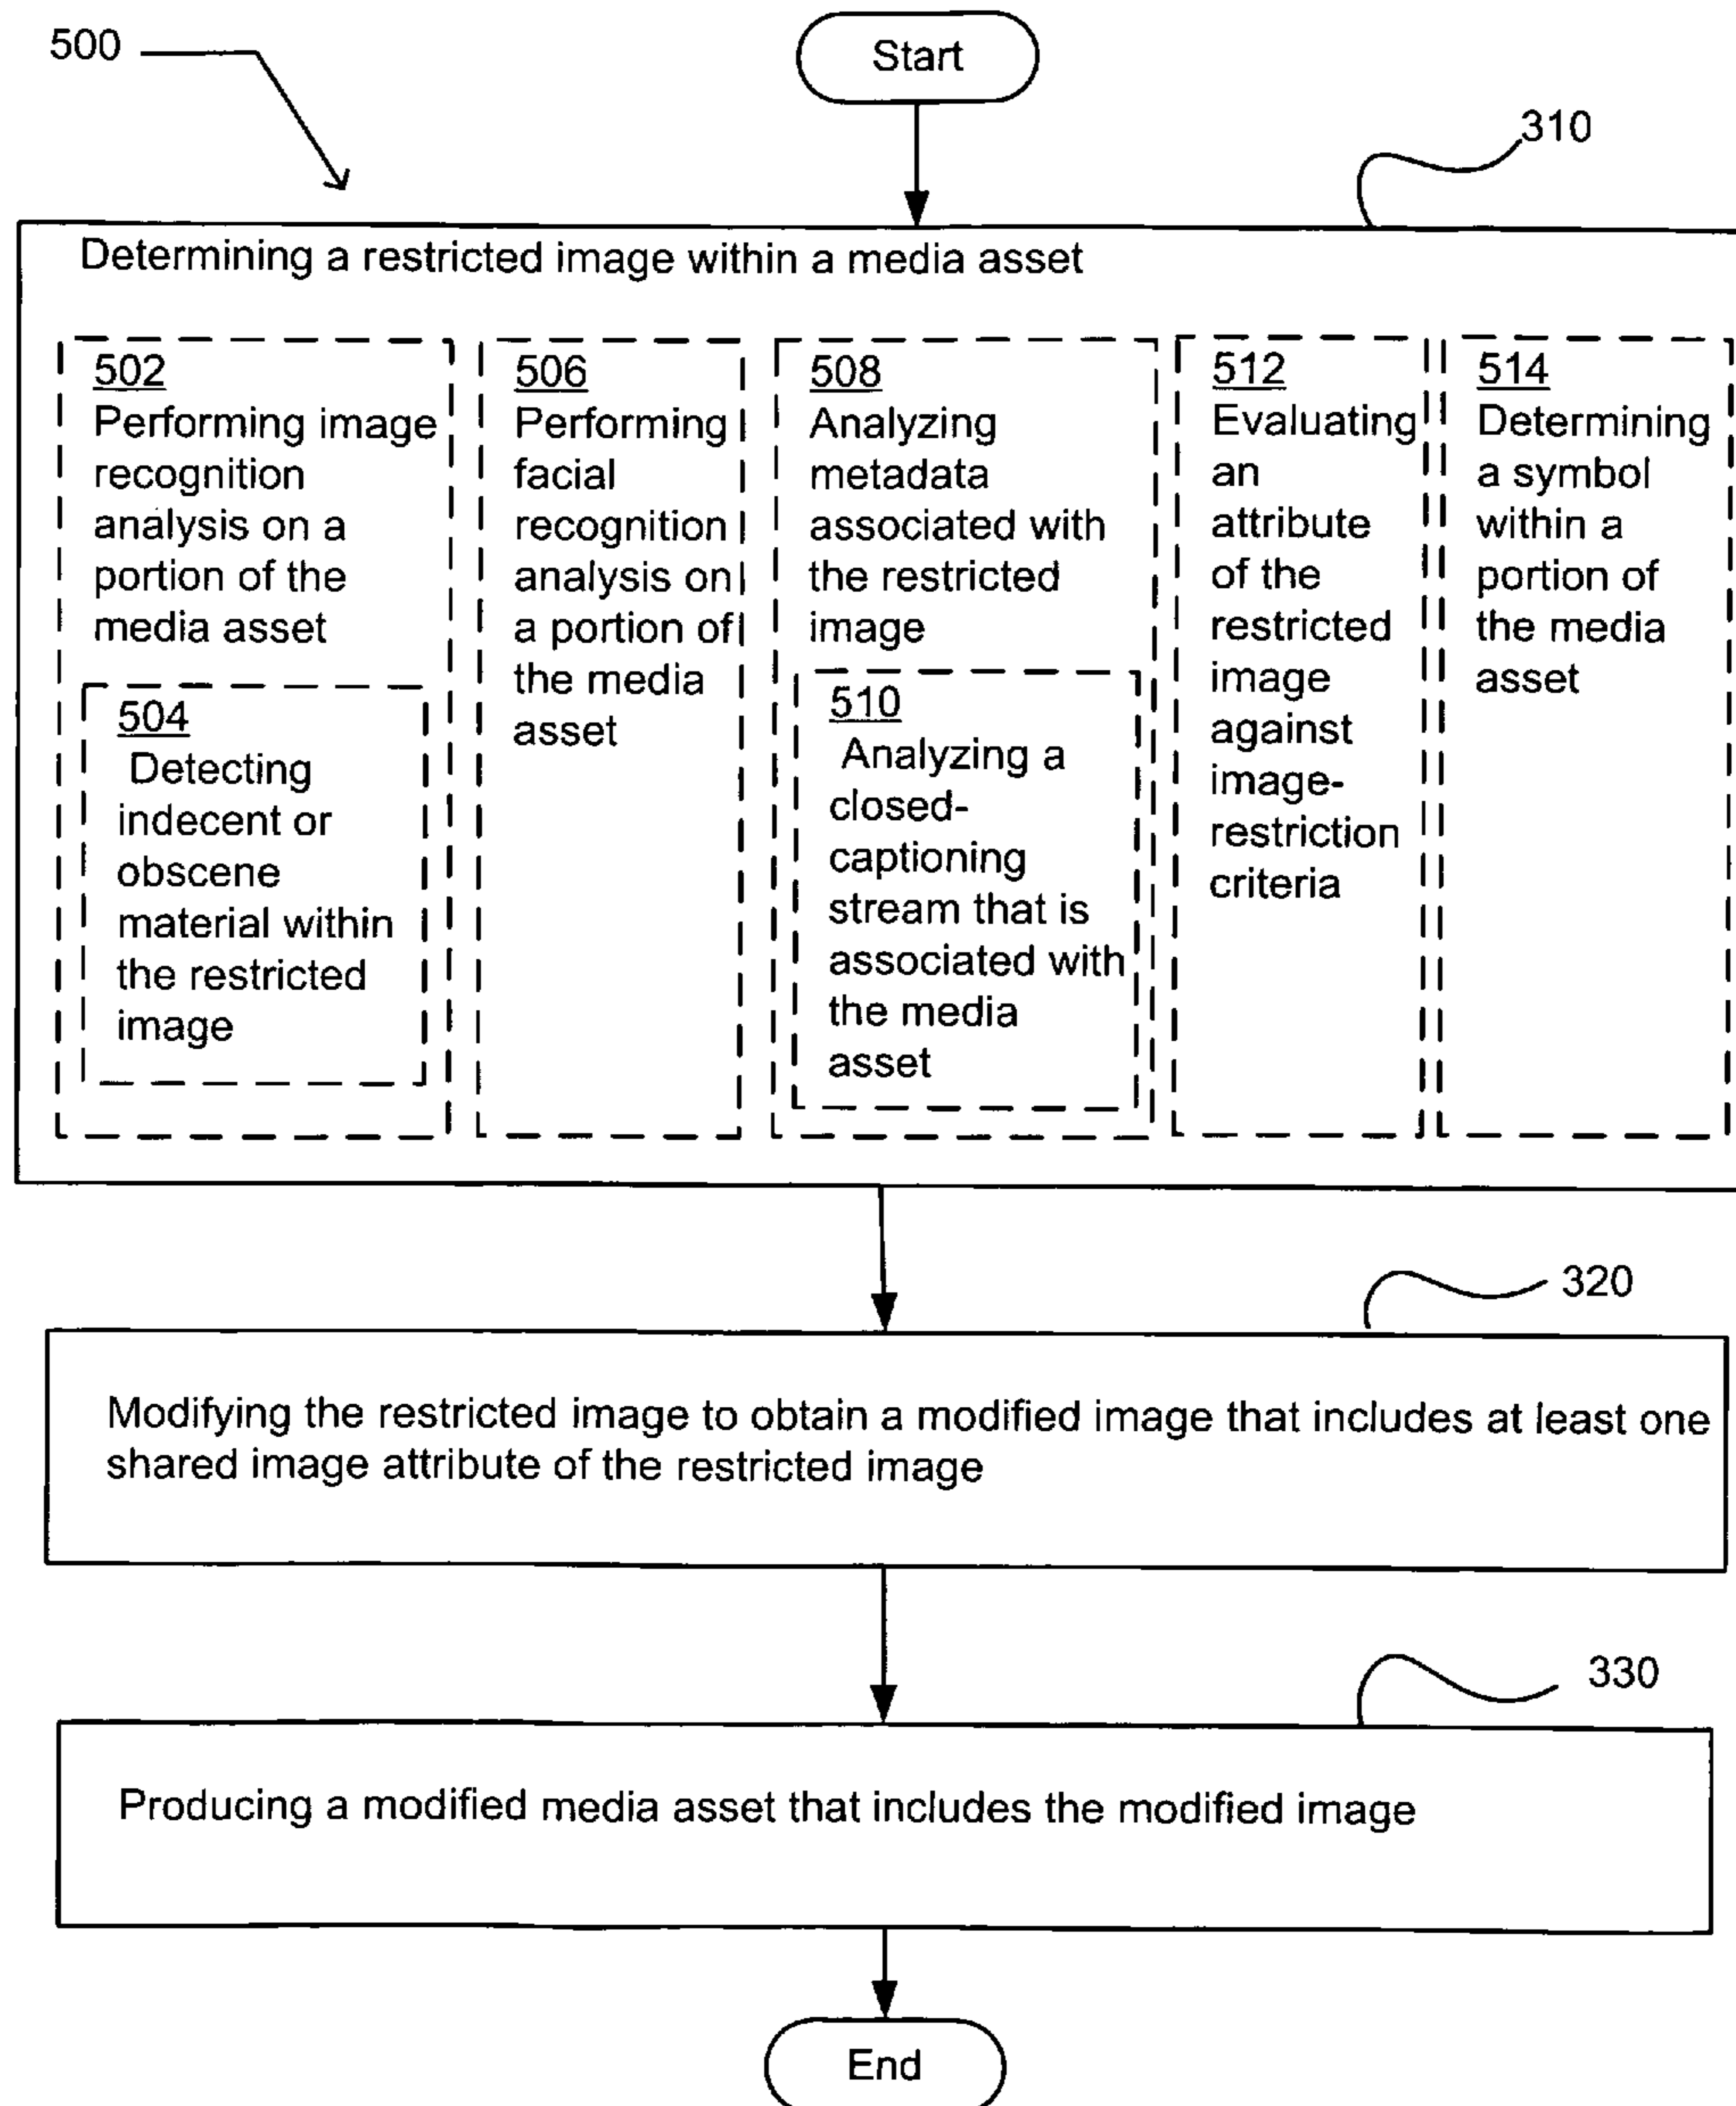 500
Start
310
Determining a restricted image within a media asset
502
Performing image
recognition
analysis on a
portion of the
media asset
504
Detecting
indecent or
obscene
material within
the restricted
image
506
Performing
facial
recognition
analysis on
a portion of
the media
asset
508
Analyzing
metadata
associated with
the restricted
image
510
Analyzing a
closed-
captioning
stream that is
associated with
the media
asset
512
Evaluating
an
attribute
of the
restricted
image
against
image-
restriction
criteria
514
Determining
a symbol
within a
portion of
the media
asset
320
Modifying the restricted image to obtain a modified image that includes at least one
shared image attribute of the restricted image
330
Producing a modified media asset that includes the modified image
End